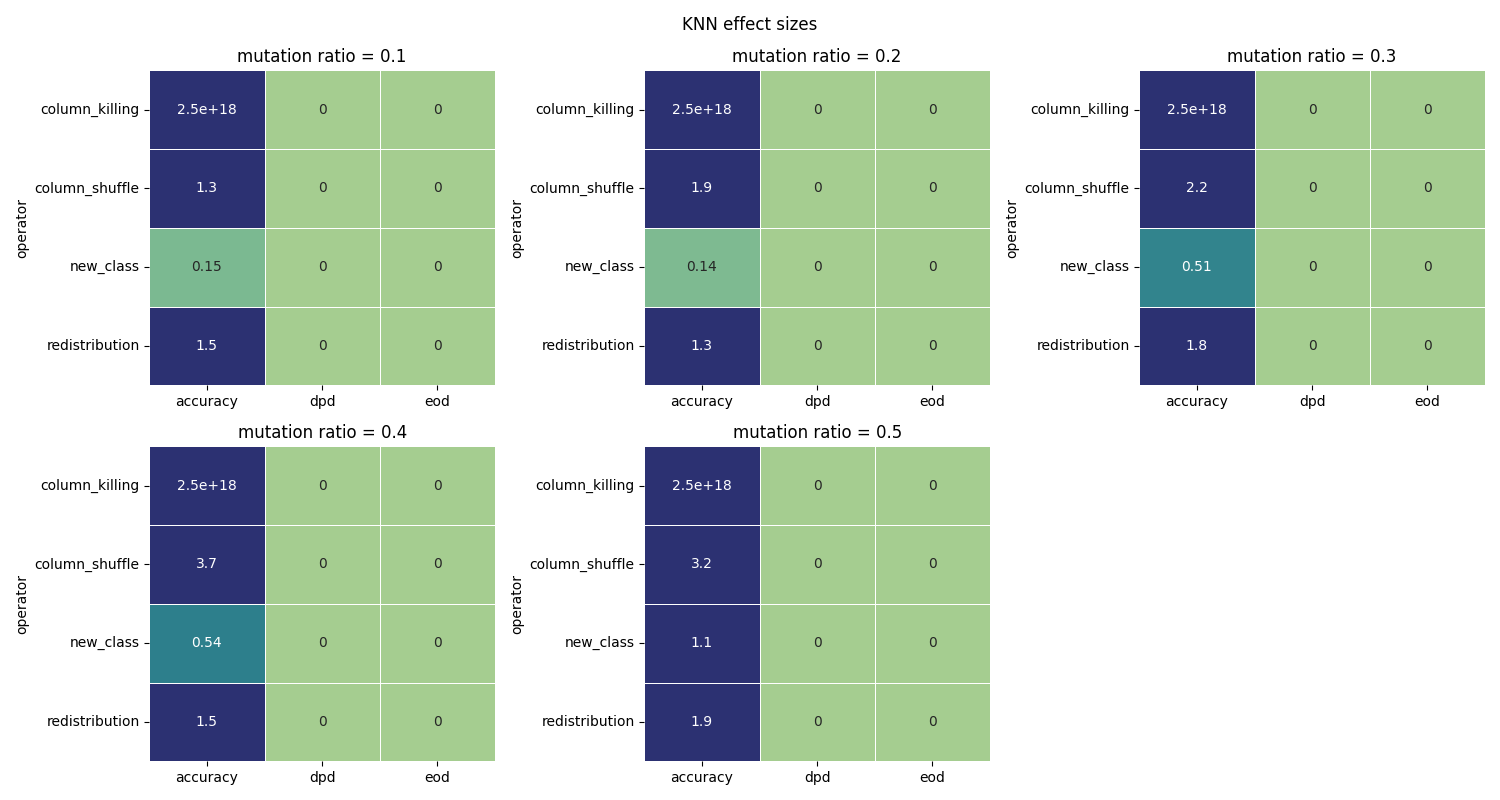 KNN effect sizes
mutation ratio = 0.1
operator
column_killing 2.5e+18 0 0
column_shuffle 1.3 0 0
new_class 0.15 0 0
redistribution 1.5 0 0
accuracy dpd eod
mutation ratio = 0.2
operator
column_killing 2.5e+18 0 0
column_shuffle 1.9 0 0
new_class 0.14 0 0
redistribution 1.3 0 0
accuracy dpd eod
mutation ratio = 0.3
operator
column_killing 2.5e+18 0 0
column_shuffle 2.2 0 0
new_class 0.51 0 0
redistribution 1.8 0 0
accuracy dpd eod
mutation ratio = 0.4
operator
column_killing 2.5e+18 0 0
column_shuffle 3.7 0 0
new_class 0.54 0 0
redistribution 1.5 0 0
accuracy dpd eod
mutation ratio = 0.5
operator
column_killing 2.5e+18 0 0
column_shuffle 3.2 0 0
new_class 1.1 0 0
redistribution 1.9 0 0
accuracy dpd eod